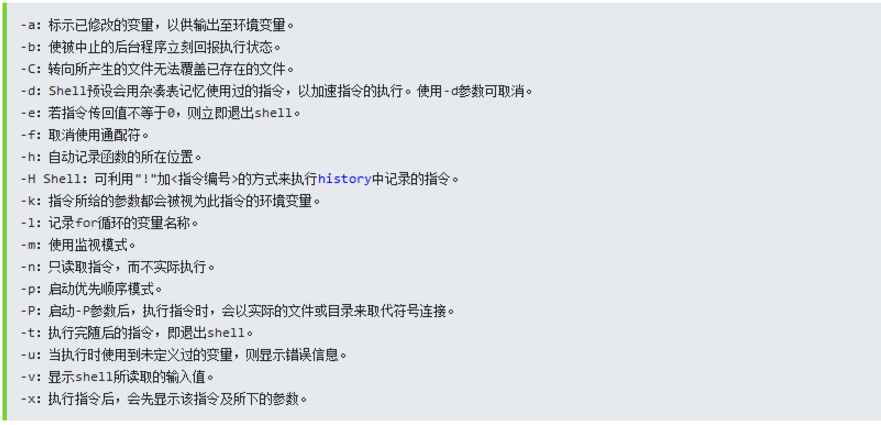 -a: 标示已修改的变量，以供输出至环境变量。
-b: 使被中止的后台程序立刻回报执行状态。
-C: 转向所产生的文件无法覆盖已存在的文件。
-d: Shell预设会用杂凑表记忆使用过的指令，以加速指令的执行。使用-d参数可取消。
-e: 若指令传回值不等于0，则立即退出shell。
-f: 取消使用通配符。
-h: 自动记录函数的所在位置。
-H Shell: 可利用"!"加<指令编号>的方式来执行history中记录的指令。
-k: 指令所给的参数都会被视为此指令的环境变量。
-l: 记录for循环的变量名称。
-m: 使用监视模式。
-n: 只读取指令，而不实际执行。
-p: 启动优先顺序模式。
-P: 启动-P参数后，执行指令时，会以实际的文件或目录来取代符号连接。
-t: 执行完随后的指令，即退出shell。
-u: 当执行时使用到未定义过的变量，则显示错误信息。
-v: 显示shell所读取的输入值。
-x: 执行指令后，会先显示该指令及所下的参数。